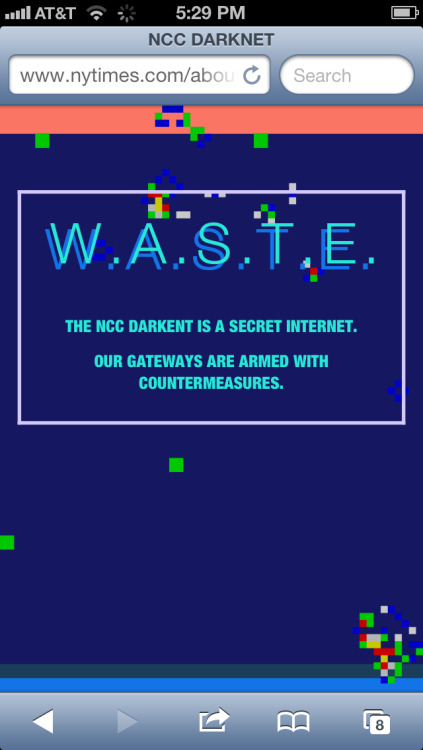 AT&T 5:29 PM
NCC DARKNET
www.nytimes.com/abou Search
W.A.S.T.E.
THE NCC DARKENT IS A SECRET INTERNET.
OUR GATEWAYS ARE ARMED WITH
COUNTERMEASURES.
8